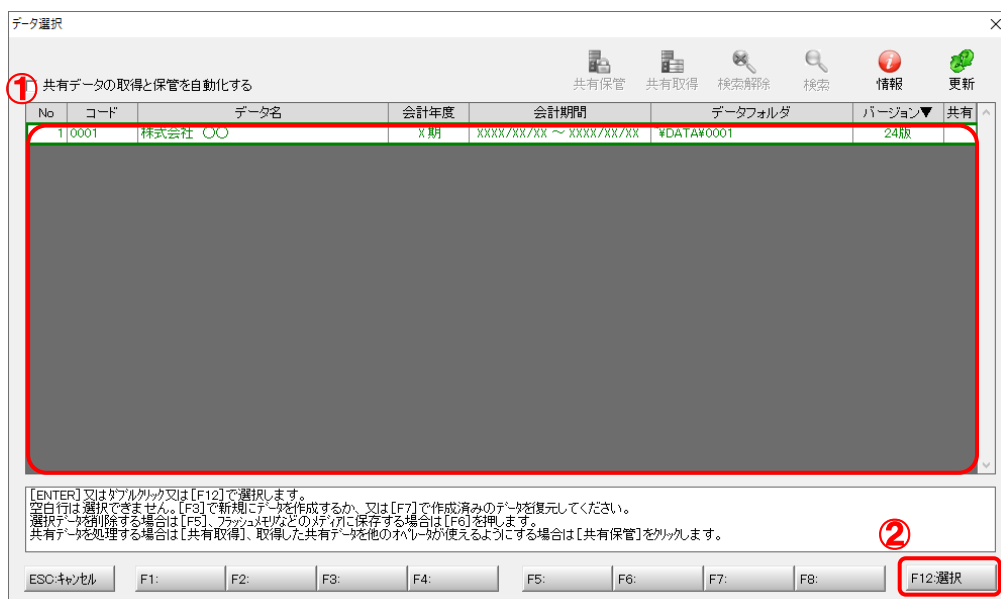 データ選択
① 共有データの取得と保管を自動化する
共有保管 共有取得 検索解除 検索 情報 更新
No コード データ名 会計年度 会計期間 データフォルダ バージョン▼ 共有
1 0001 株式会社 〇〇 X期 XXXX/XX/XX ～ XXXX/XX/XX ¥DATA¥0001 24版
[ENTER]又はダブルクリック又は[F12]で選択します。
空白行は選択できません。[F3]で新規にデータを作成するか、又は[F7]で作成済みのデータを復元してください。
選択データを削除する場合は[F5]、フラッシュメモリなどのメディアに保存する場合は[F6]を押します。
共有データを処理する場合は[共有取得]、取得した共有データを他のオペレータが使えるようにする場合は[共有保管]をクリックします。
②
ESC:キャンセル F1: F2: F3: F4: F5: F6: F7: F8: F12:選択